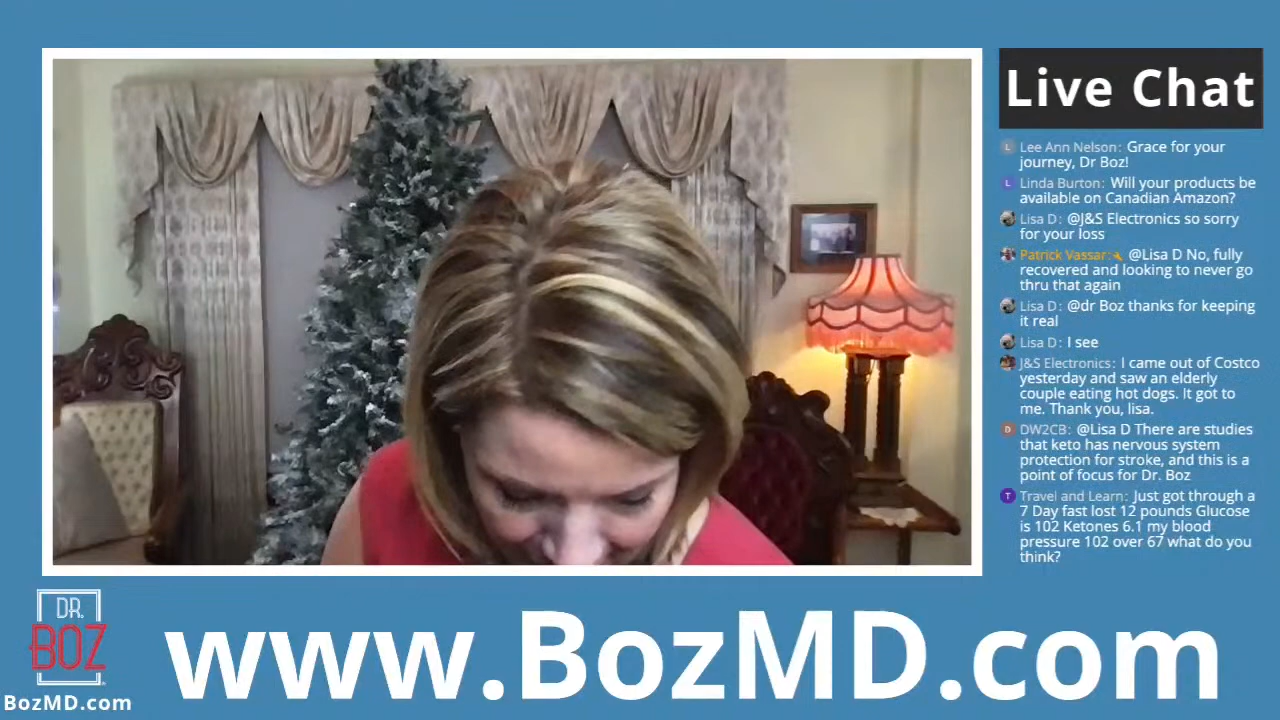 Live Chat
L Lee Ann Nelson: Grace for your
journey, Dr Boz!
L Linda Burton: Will your products be
available on Canadian Amazon?
Lisa D: @J&S Electronics so sorry
for your loss
Patrick Vassar: @Lisa D No, fully
recovered and looking to never go
thru that again
Lisa D: @dr Boz thanks for keeping
it real
Lisa D: I see
J&S Electronics: I came out of Costco
yesterday and saw an elderly
couple eating hot dogs. It got to
me. Thank you, lisa.
D DW2CB: @Lisa D There are studies
that keto has nervous system
protection for stroke, and this is a
point of focus for Dr. Boz
T Travel and Learn: Just got through a
7 Day fast lost 12 pounds Glucose
is 102 Ketones 6.1 my blood
pressure 102 over 67 what do you
think?
DR.
BOZ
BozMD.com
www.BozMD.com